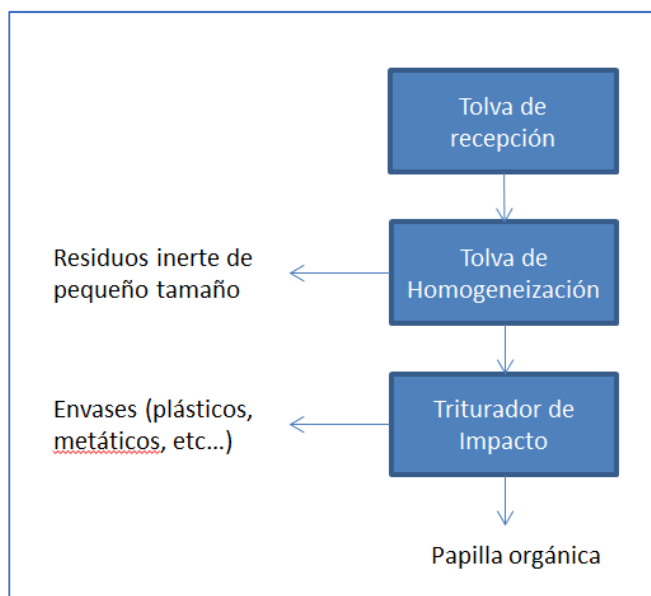 Tolva de
recepción
Residuos inerte de
pequeño tamaño
Tolva de
Homogeneización
Envases (plásticos,
metáticos, etc...)
Triturador de
Impacto
Papilla orgánica